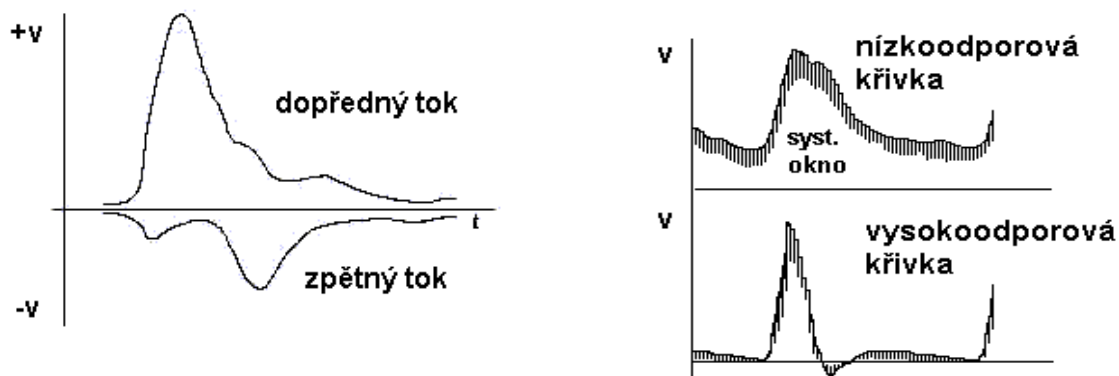 +v
dopředný tok
t
zpětný tok
-v
v
nízkoodporová
křivka
syst.
okno
v
vysokoodporová
křivka